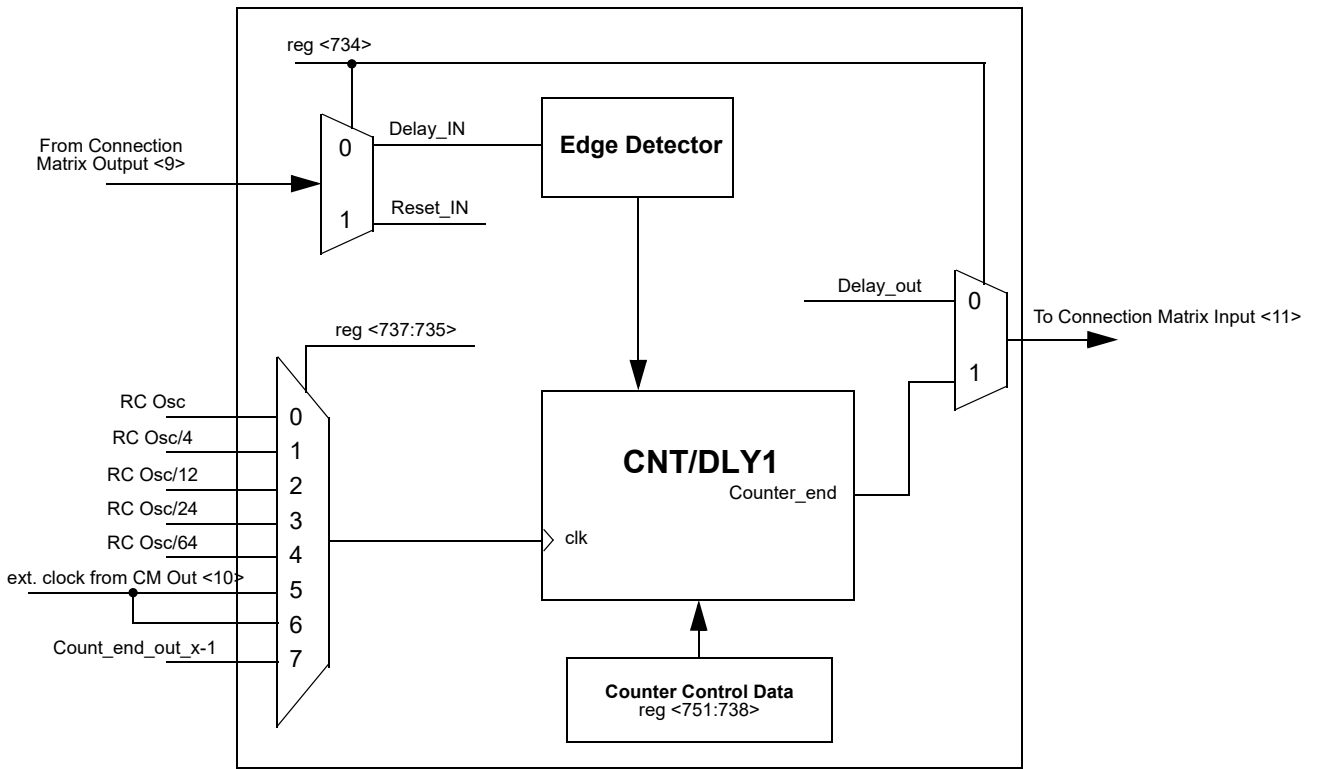 reg <734>
From Connection
Matrix Output <9>
0
1
Delay_IN
Reset_IN
Edge Detector
Delay_out
0
1
To Connection Matrix Input <11>
reg <737:735>
RC Osc
RC Osc/4
RC Osc/12
RC Osc/24
RC Osc/64
ext. clock from CM Out <10>
Count_end_out_x-1
0
1
2
3
4
5
6
7
CNT/DLY1
Counter_end
clk
Counter Control Data
reg <751:738>